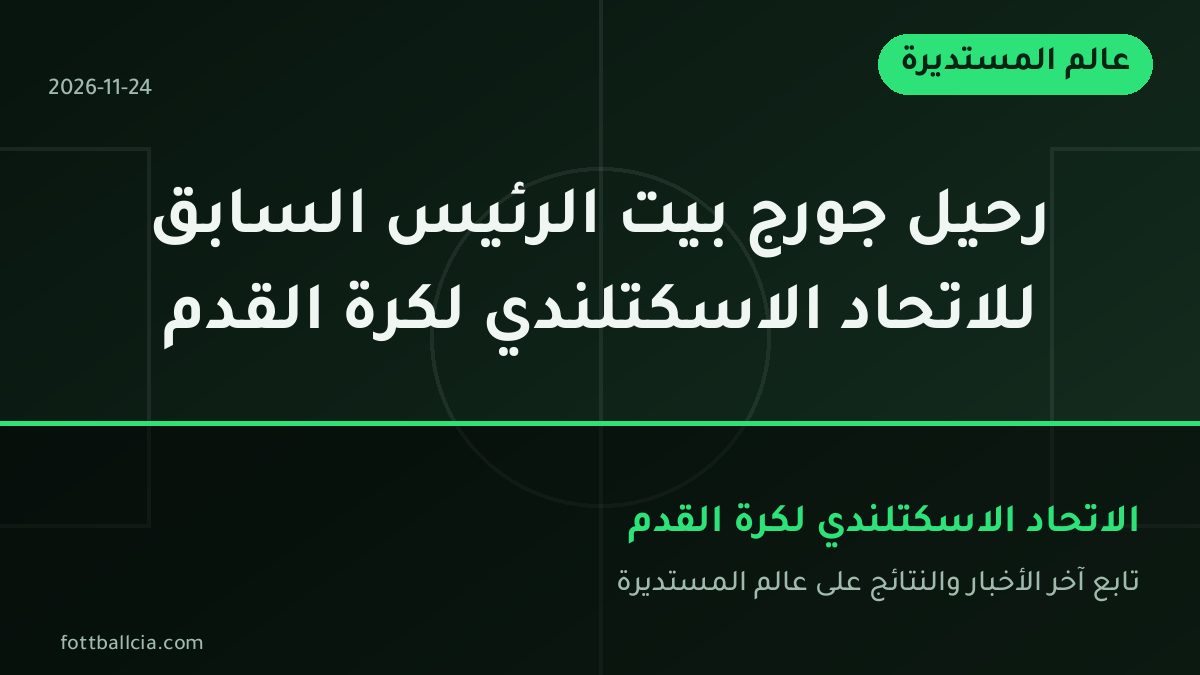 عالم المستديرة
2026-11-24
رحيل جورج بيت الرئيس السابق
للاتحاد الاسكتلندي لكرة القدم
الاتحاد الاسكتلندي لكرة القدم
تابع آخر الأخبار والنتائج على عالم المستديرة
fottballcia.com